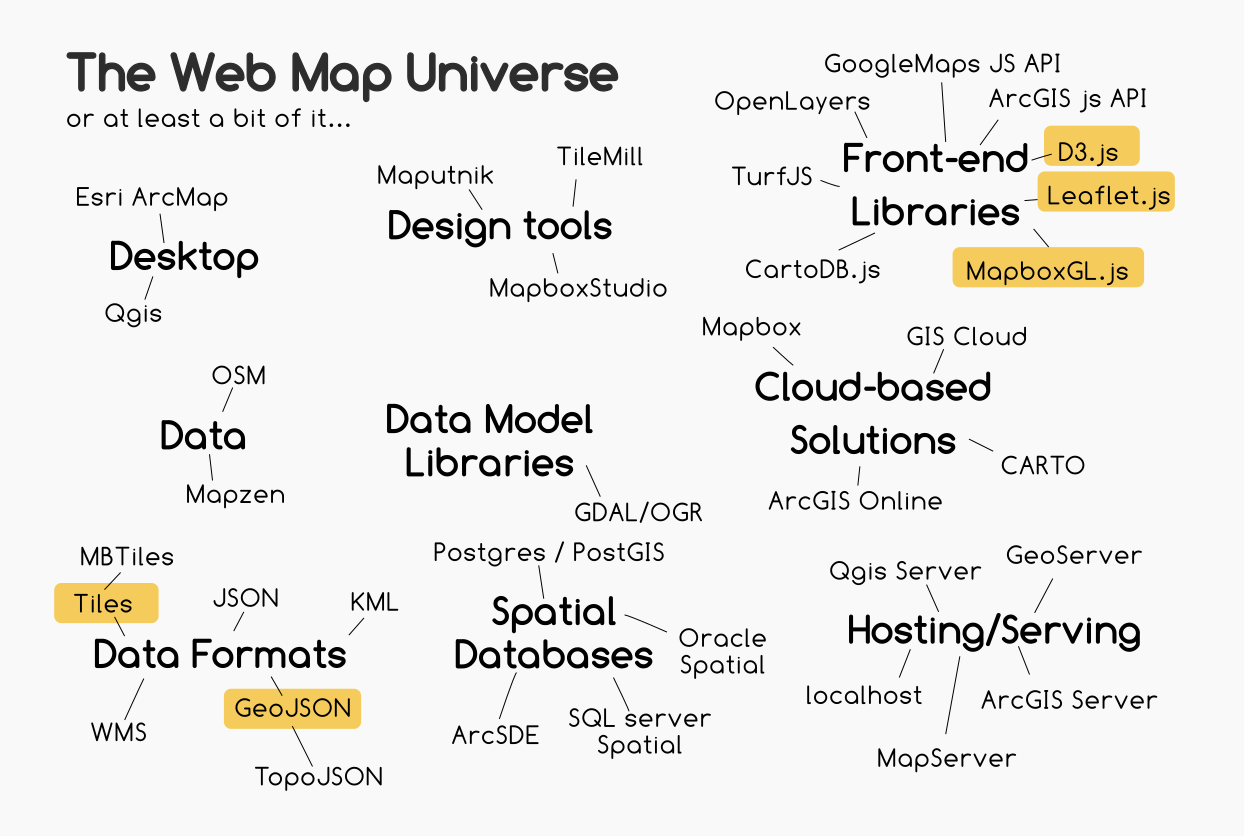 The Web Map Universe
or at least a bit of it...
Esri ArcMap
Desktop
Qgis
Maputnik
TileMill
Design tools
MapboxStudio
GoogleMaps JS API
OpenLayers
ArcGIS js API
Front-end
Libraries
D3.js
TurfJS
Leaflet.js
CartoDB.js
MapboxGL.js
OSM
Data
Mapzen
Data Model
Libraries
GDAL/OGR
Mapbox
GIS Cloud
Cloud-based
Solutions
CARTO
ArcGIS Online
MBTiles
Tiles
JSON
KML
Data Formats
WMS
GeoJSON
TopoJSON
Postgres / PostGIS
Spatial
Databases
Oracle
Spatial
ArcSDE
SQL server
Spatial
Qgis Server
GeoServer
Hosting/Serving
localhost
ArcGIS Server
MapServer